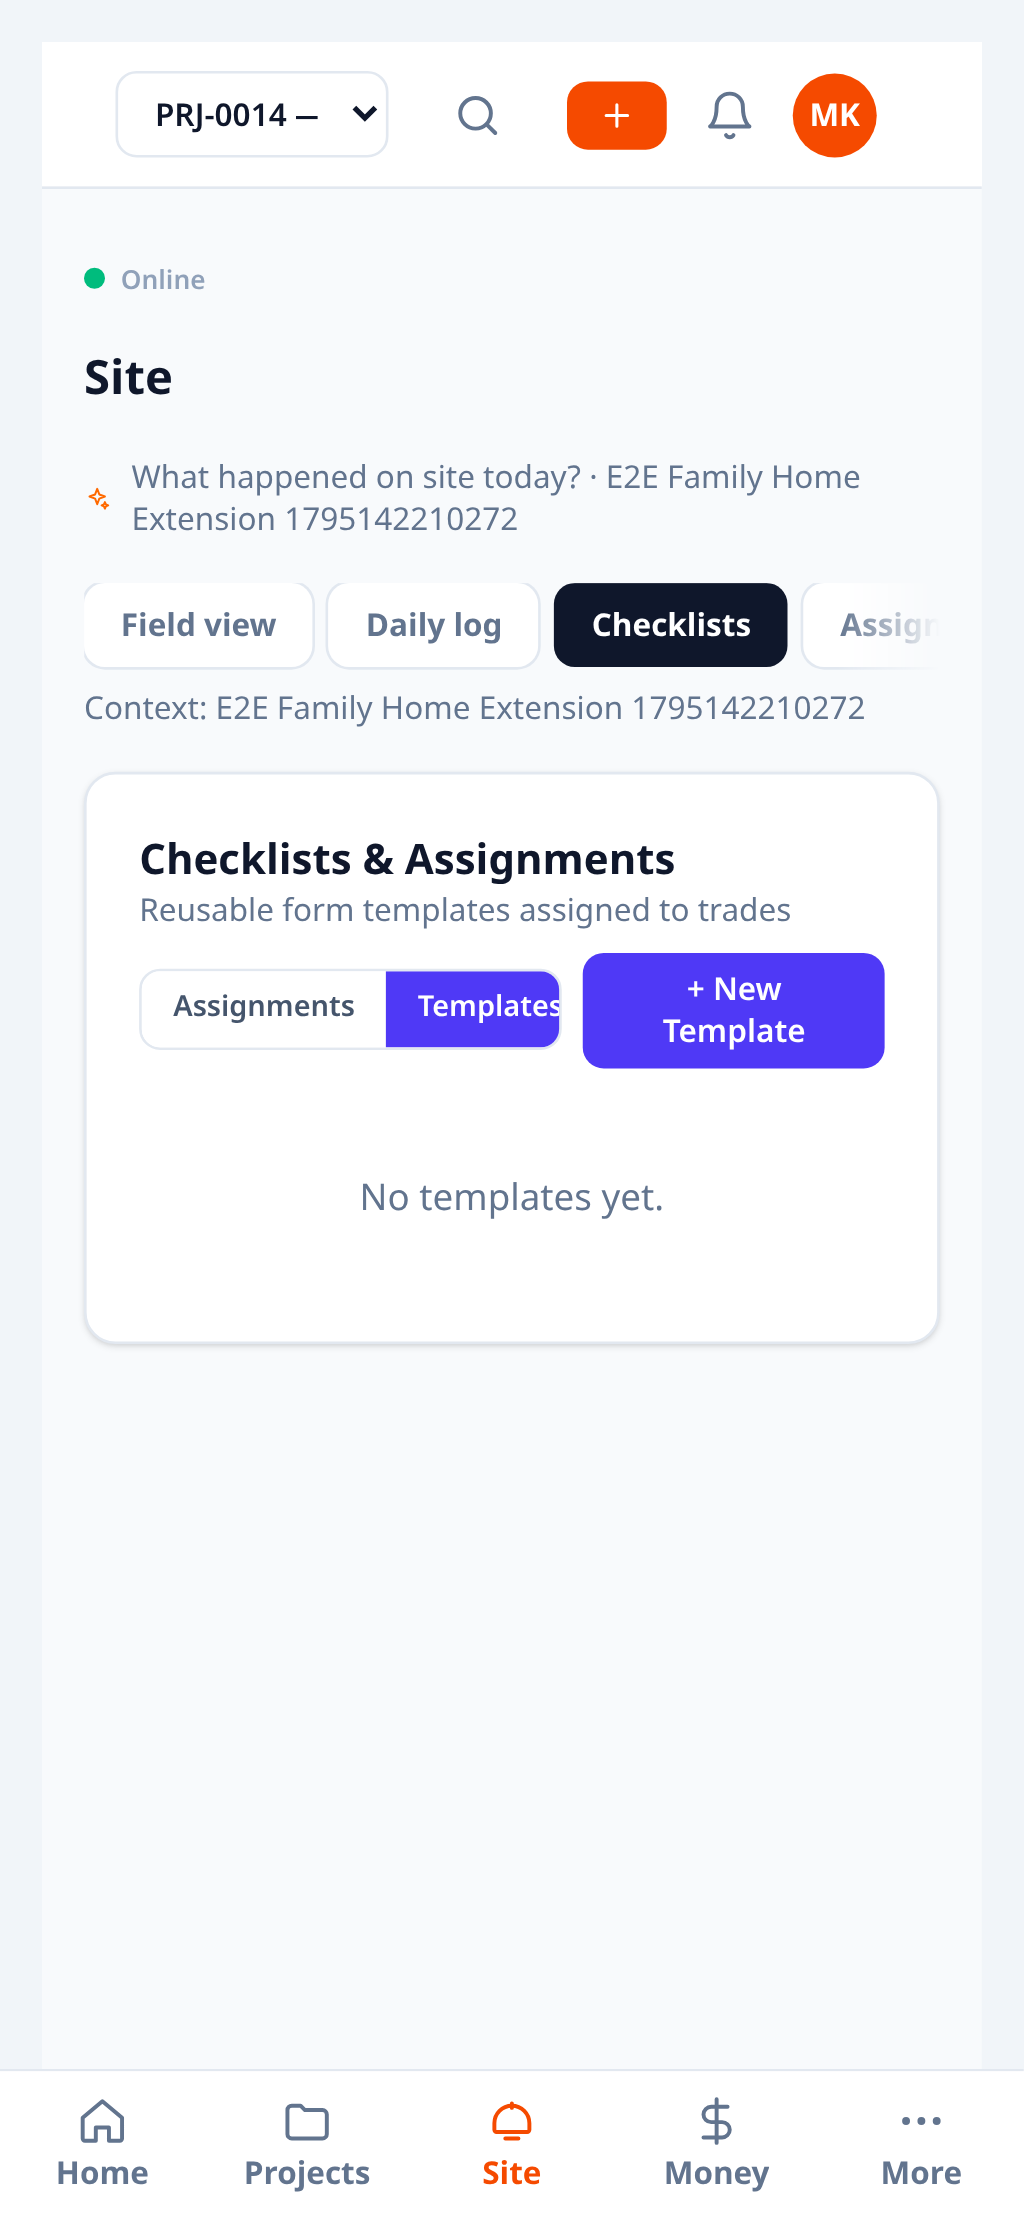 PRJ-0014 —
+
MK
Online
Site
What happened on site today? · E2E Family Home
Extension 1795142210272
Field view
Daily log
Checklists
Assign
Context: E2E Family Home Extension 1795142210272
Checklists & Assignments
Reusable form templates assigned to trades
Assignments
Templates
+ New
Template
No templates yet.
Home
Projects
Site
Money
More